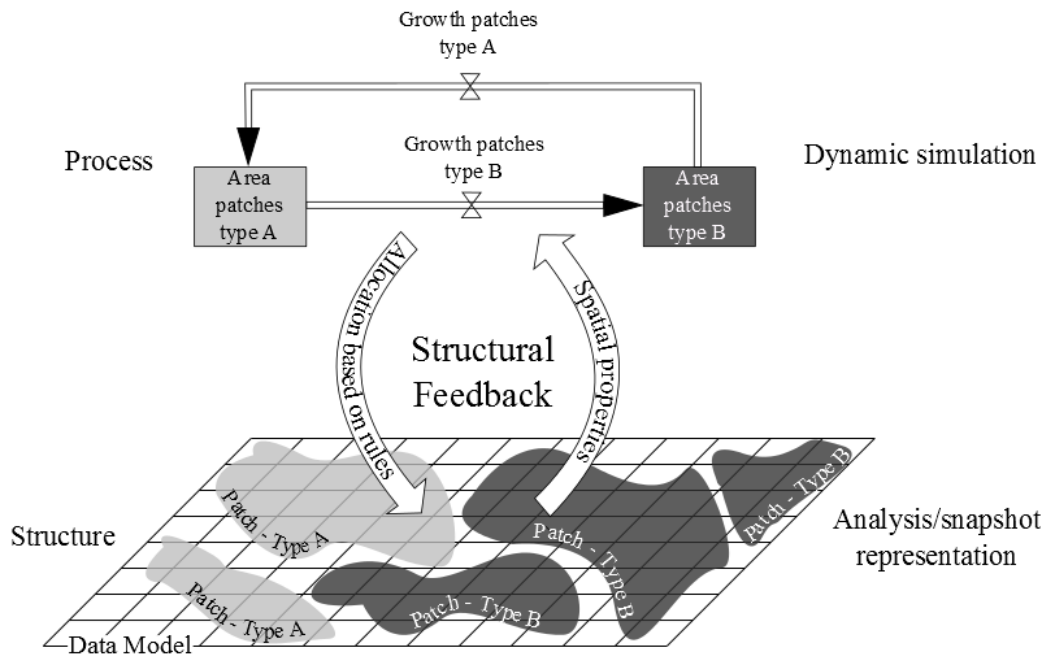 Growth patches
type A
Process
Growth patches
type B
Dynamic simulation
Area
patches
type A
Area
patches
type B
Allocation based on rules
Spatial properties
Structural
Feedback
Structure
Patch - Type A
Patch - Type B
Patch - Type B
Analysis/snapshot
representation
Patch - Type A
Patch - Type B
Data Model